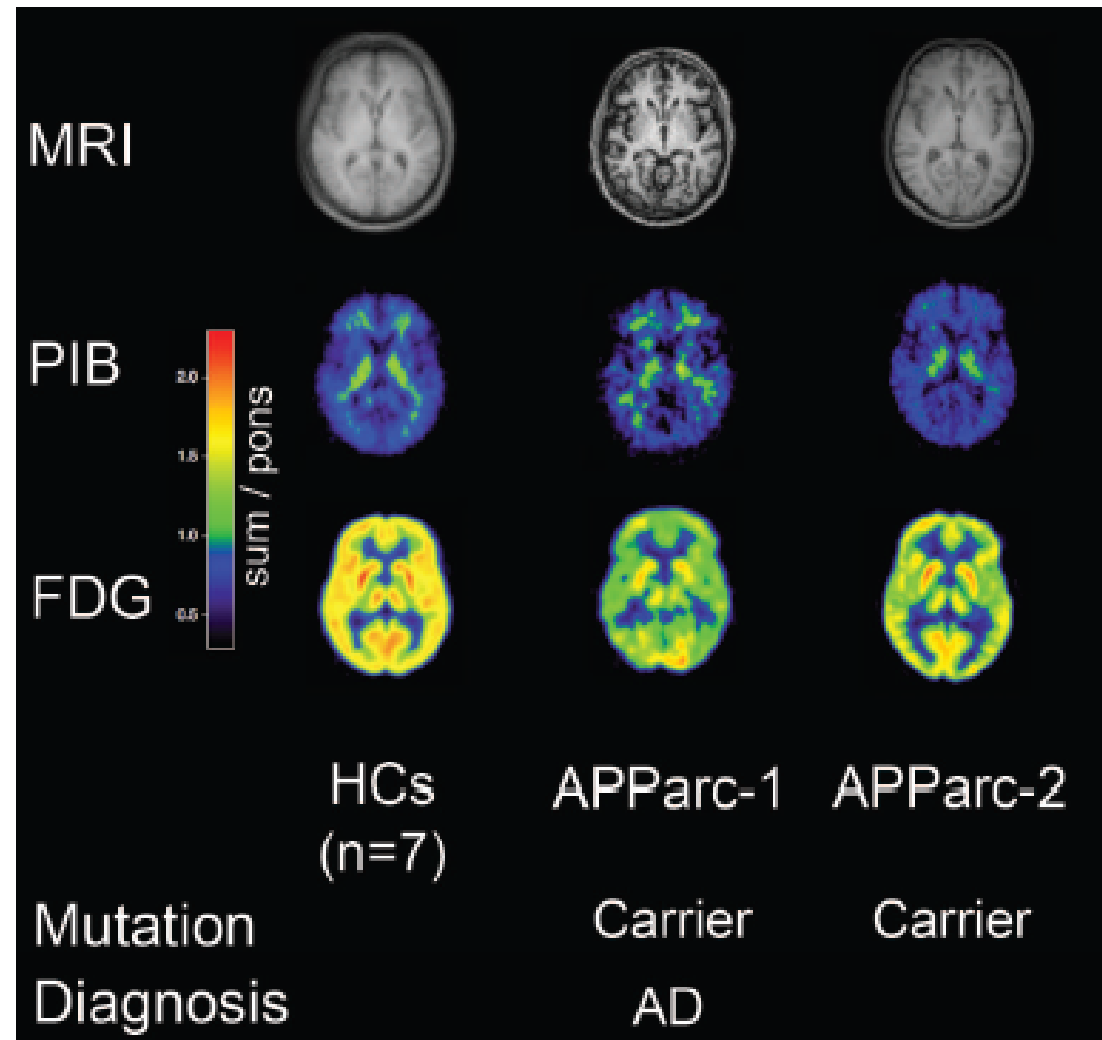 MRI
PIB
2.0
1.5
1.0
0.5
sum / pons
FDG
HCs
(n=7)
APParc-1
APParc-2
Mutation
Carrier
Carrier
Diagnosis
AD